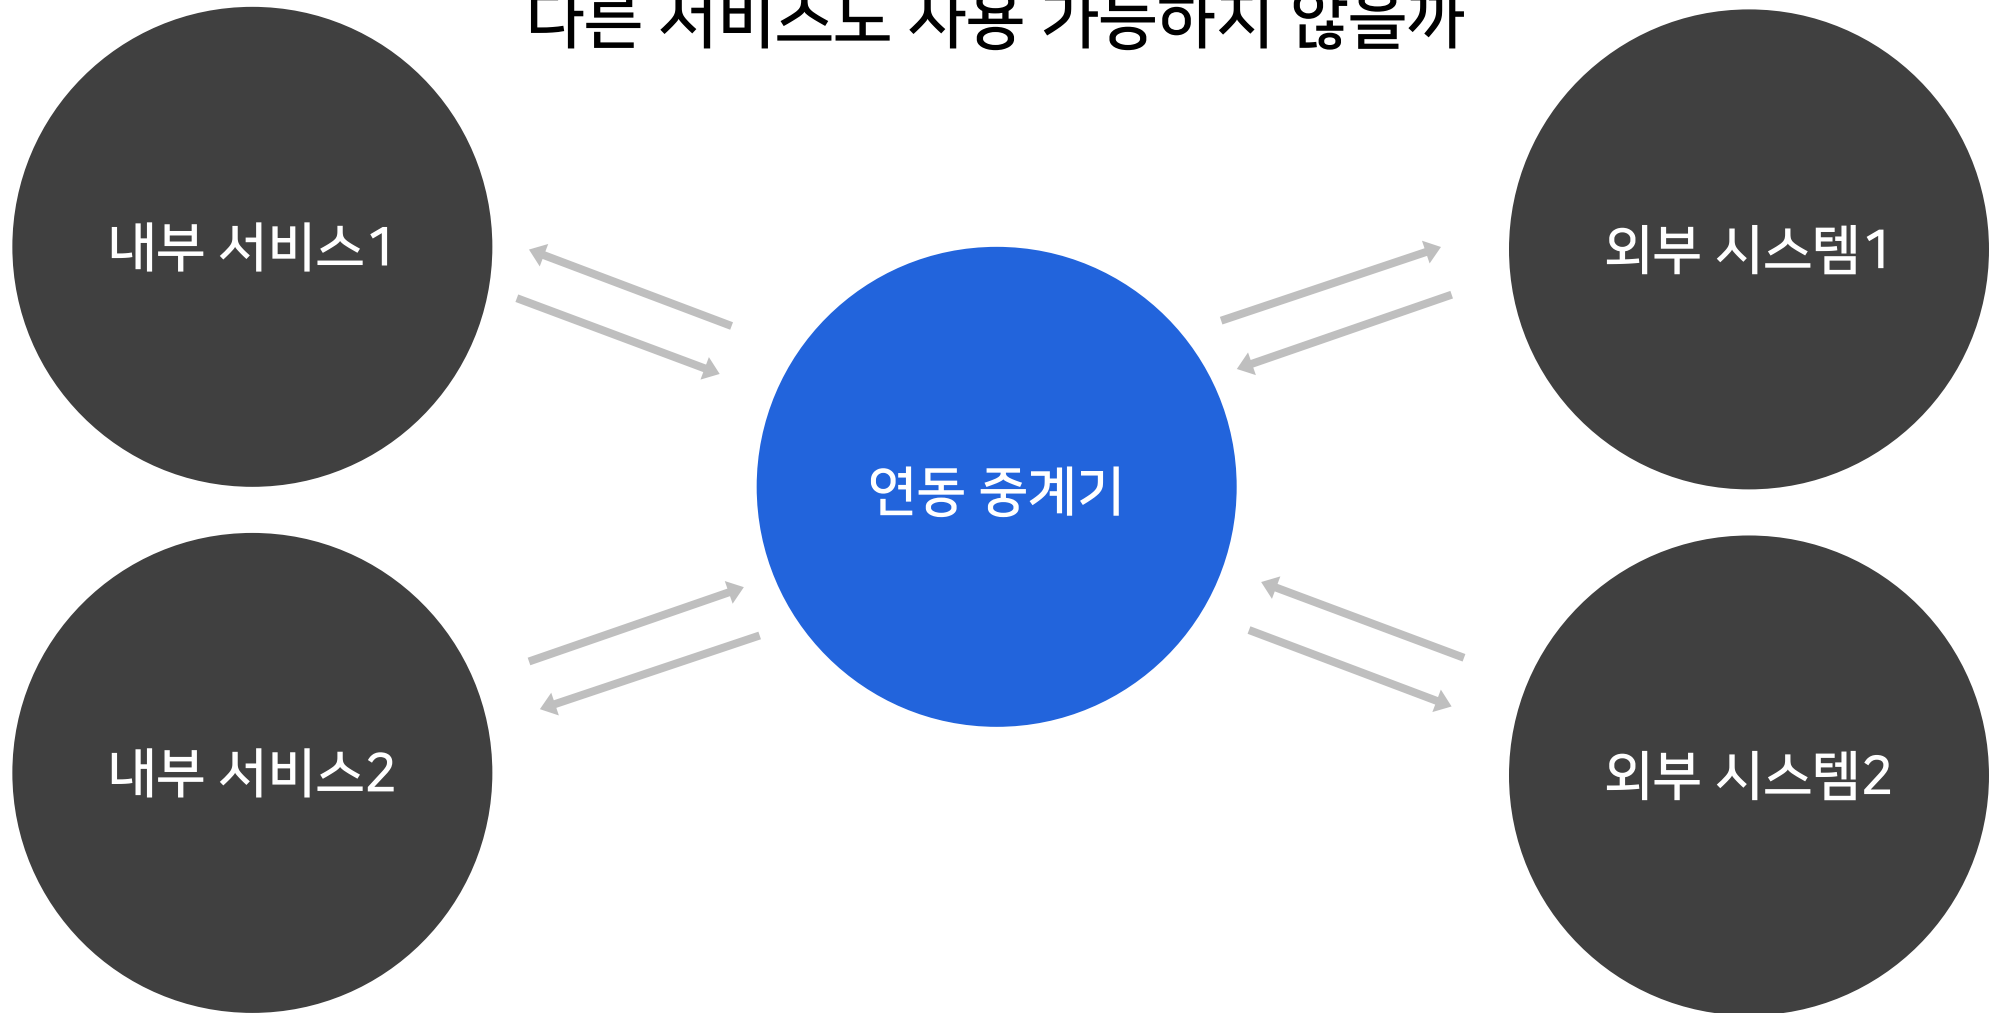 다른 서비스도 사용 가능하지 않을까
내부 서비스1
외부 시스템1
연동 중계기
내부 서비스2
외부 시스템2